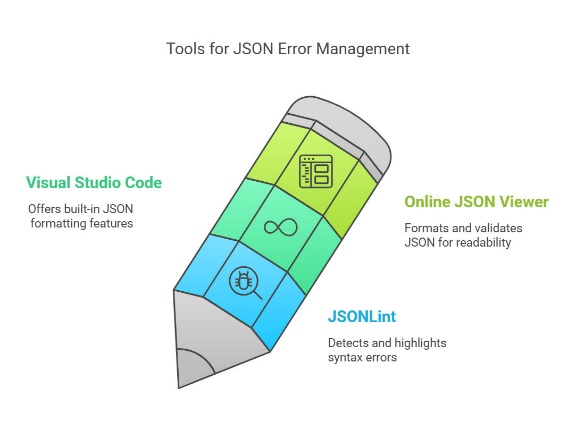 Tools for JSON Error Management
Visual Studio Code
Offers built-in JSON
formatting features
Online JSON Viewer
Formats and validates
JSON for readability
JSONLint
Detects and highlights
syntax errors